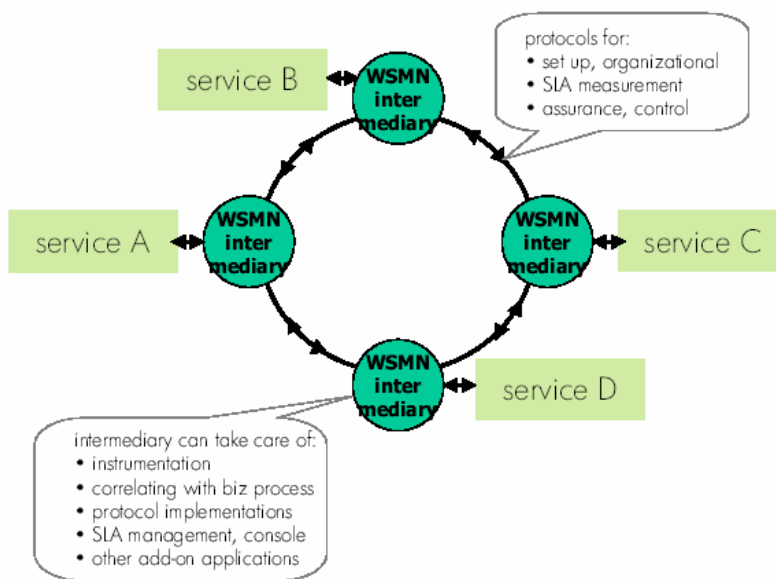 protocols for:
• set up, organizational
• SLA measurement
• assurance, control
service B
WSMN
inter
mediary
service A
WSMN
inter
mediary
WSMN
inter
mediary
service C
WSMN
inter
mediary
service D
intermediary can take care of:
• instrumentation
• correlating with biz process
• protocol implementations
• SLA management, console
• other add-on applications